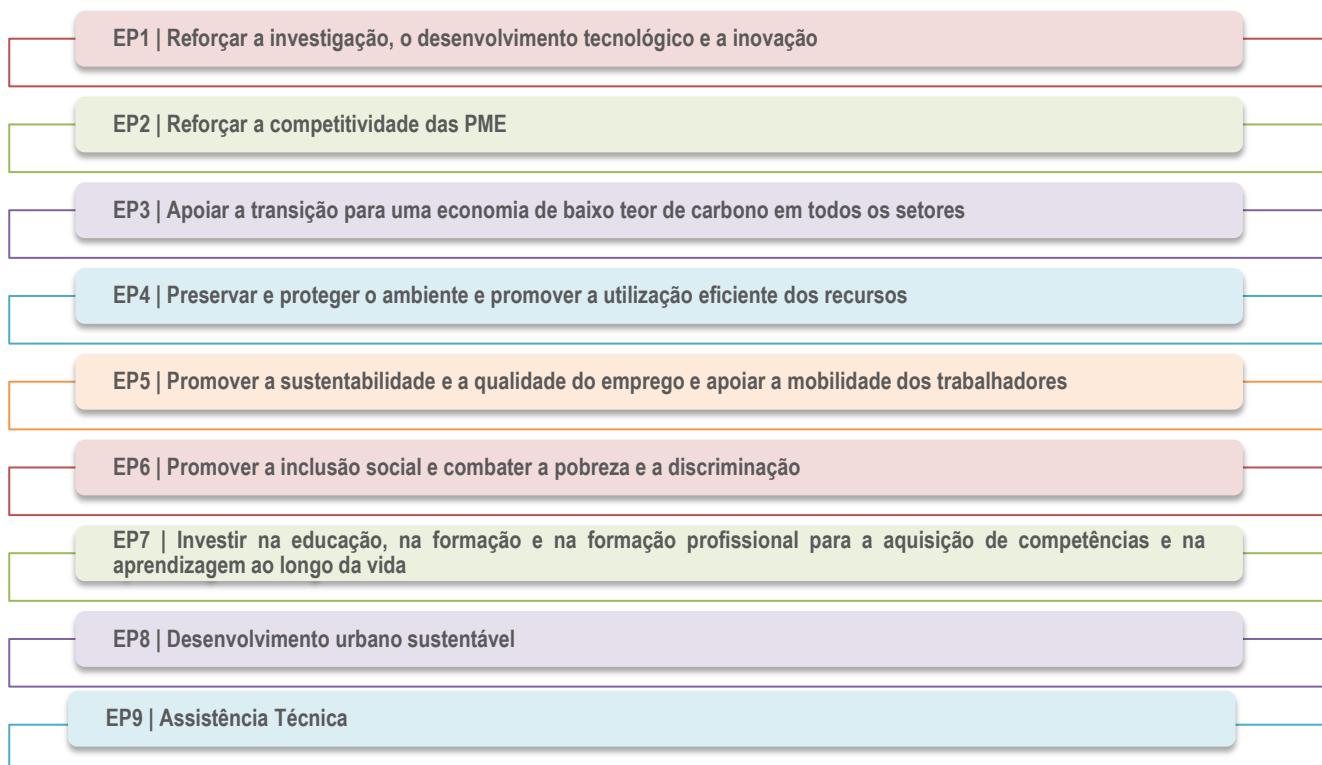 EP1 | Reforçar a investigação, o desenvolvimento tecnológico e a inovação
EP2 | Reforçar a competitividade das PME
EP3 | Apoiar a transição para uma economia de baixo teor de carbono em todos os setores
EP4 | Preservar e proteger o ambiente e promover a utilização eficiente dos recursos
EP5 | Promover a sustentabilidade e a qualidade do emprego e apoiar a mobilidade dos trabalhadores
EP6 | Promover a inclusão social e combater a pobreza e a discriminação
EP7 | Investir na educação, na formação e na formação profissional para a aquisição de competências e na
aprendizagem ao longo da vida
EP8 | Desenvolvimento urbano sustentável
EP9 | Assistência Técnica